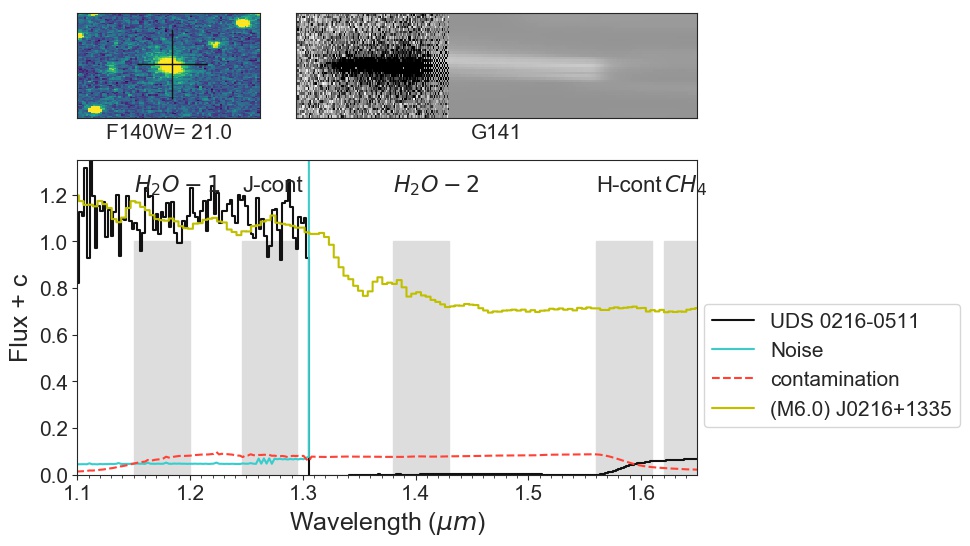 F140W= 21.0
G141
H₂O − 1
J-cont
H₂O − 2
H-cont
CH₄
1.2
1.0
0.8
0.6
0.4
0.2
0.0
Flux + c
1.1
1.2
1.3
1.4
1.5
1.6
Wavelength (μm)
UDS 0216-0511
Noise
contamination
(M6.0) J0216+1335